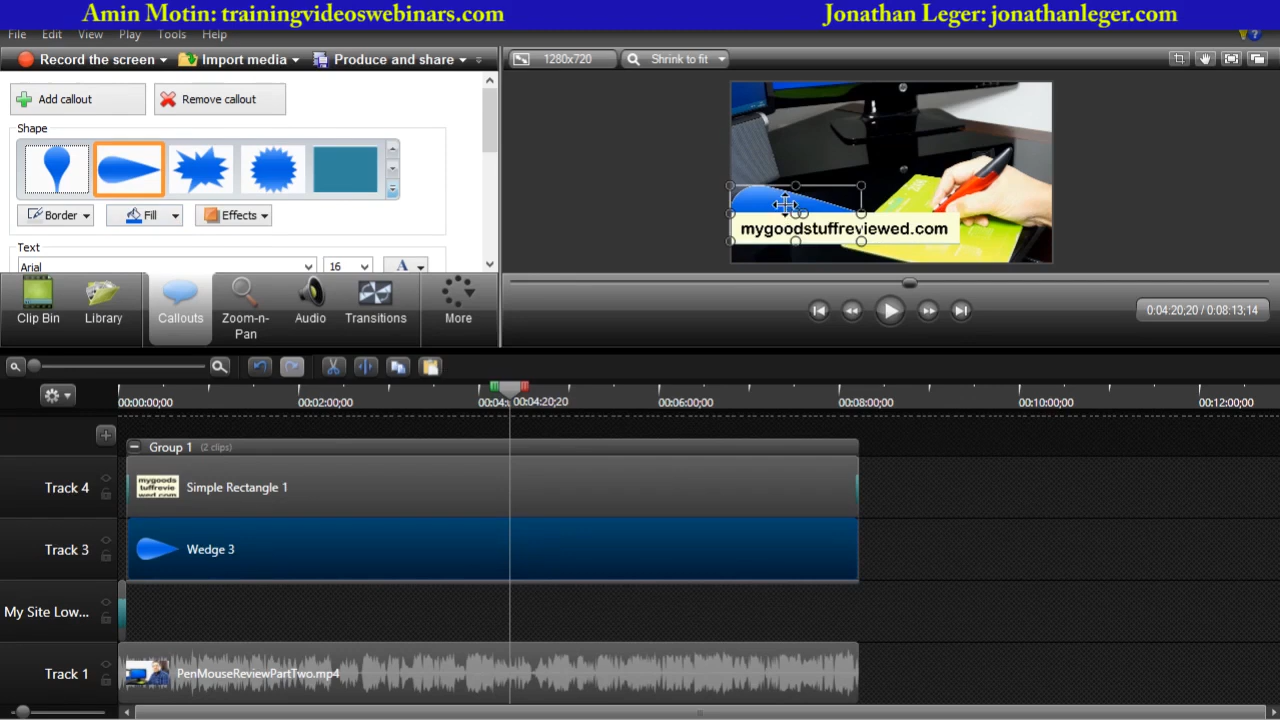 Amin Motin: trainingvideoswebinars.com
Jonathan Leger: jonathanleger.com
File Edit View Play Tools Help
Record the screen Import media Produce and share
1280x720 Shrink to fit
Add callout Remove callout
Shape
Border Fill Effects
Text
Arial 16 A
mygoodstuffreviewed.com
Clip Bin Library Callouts Zoom-n-Pan Audio Transitions More
0:04:20;20 / 0:08:13;14
00:00:00;00 00:02:00;00 00:04: 00:04:20;20 00:06:00;00 00:08:00;00 00:10:00;00 00:12:00;00
Group 1 (2 clips)
Track 4 mygoods tuffrevie wed.com Simple Rectangle 1
Track 3 Wedge 3
My Site Low...
Track 1 PenMouseReviewPartTwo.mp4